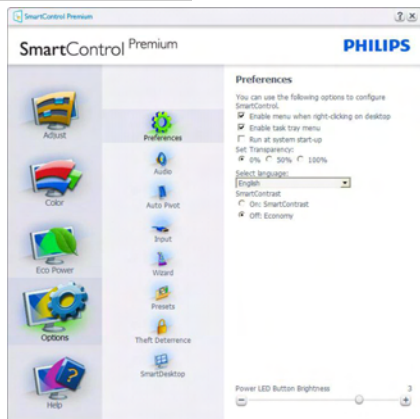 SmartControl Premium
SmartControl Premium
PHILIPS
Adjust
Color
Eco Power
Options
Help
Preferences
Audio
Auto Pivot
Input
Wizard
Presets
Theft Deterrence
SmartDesktop
Preferences
You can use the following options to configure
SmartControl.
Enable menu when right-clicking on desktop
Enable task tray menu
Run at system start-up
Set Transparency:
0% 50% 100%
Select language:
English
SmartContrast
On: SmartContrast
Off: Economy
Power LED Button Brightness 3